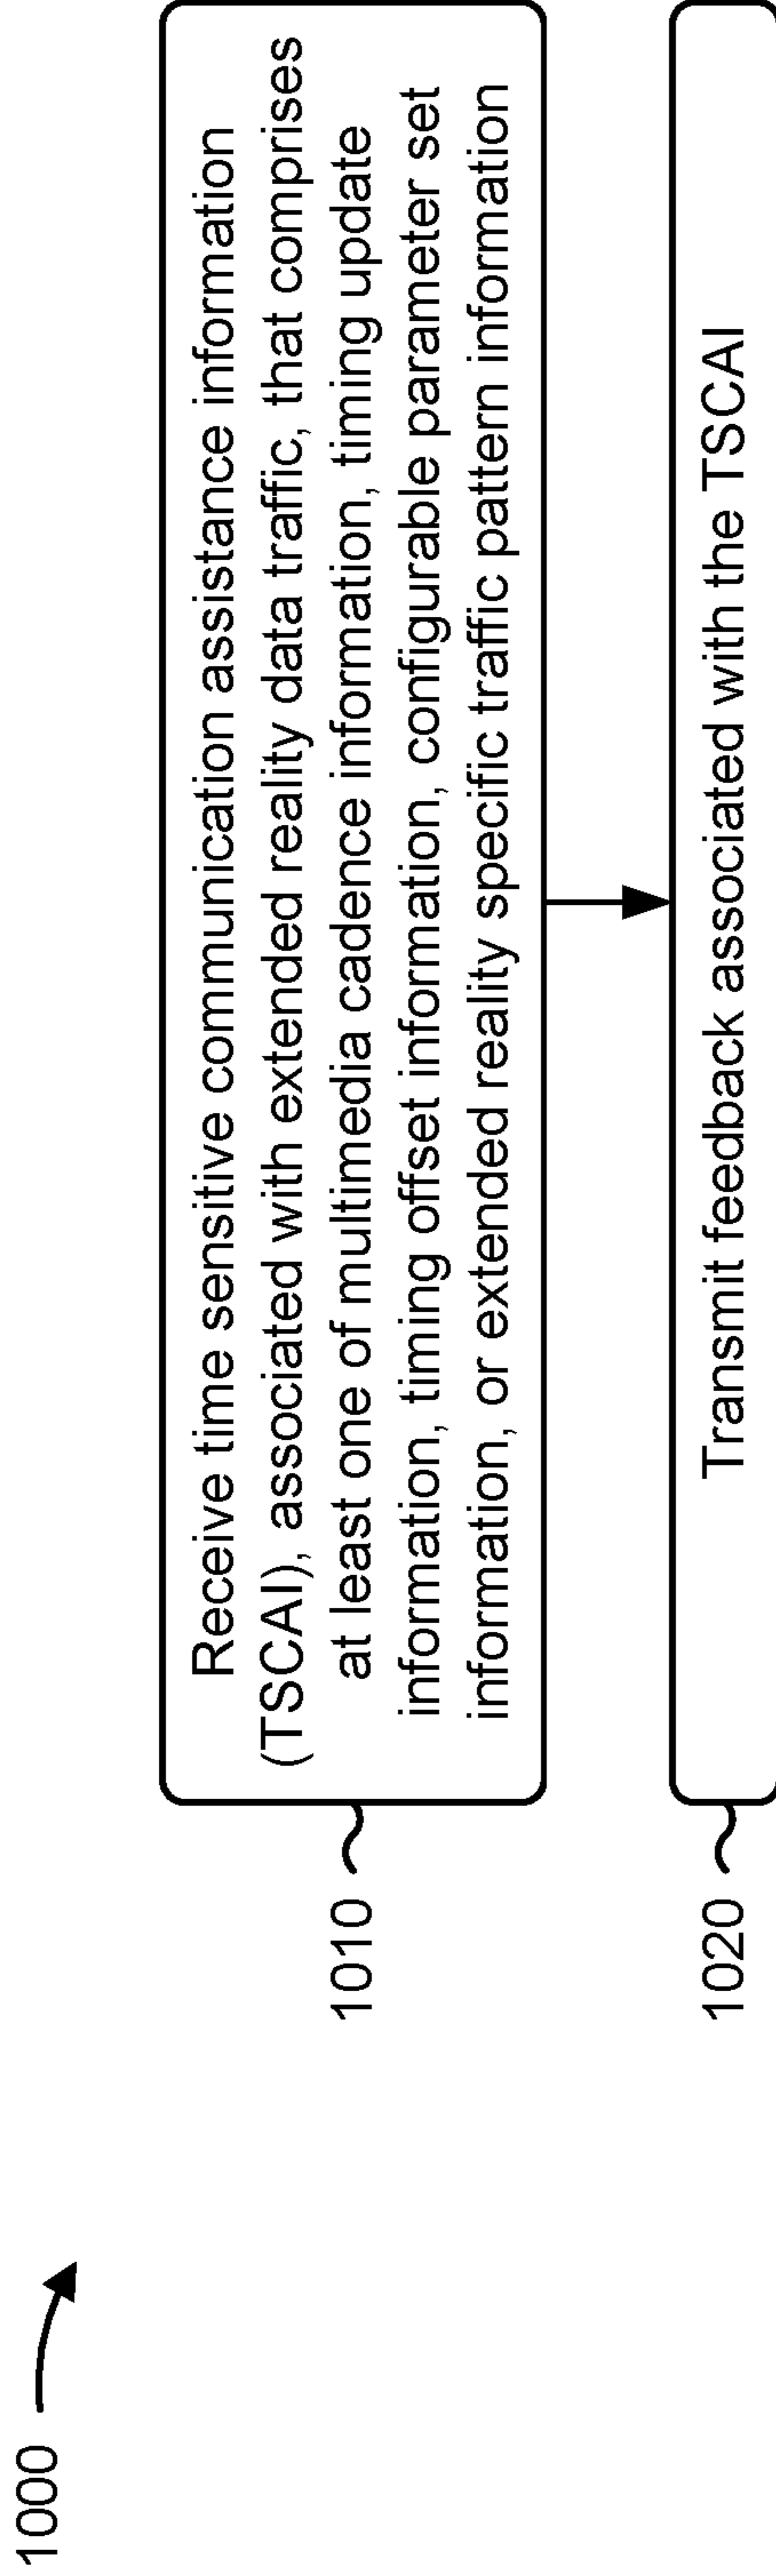 1000
1010
Receive time sensitive communication assistance information
(TSCAI), associated with extended reality data traffic, that comprises
at least one of multimedia cadence information, timing update
information, timing offset information, configurable parameter set
information, or extended reality specific traffic pattern information
1020
Transmit feedback associated with the TSCAI